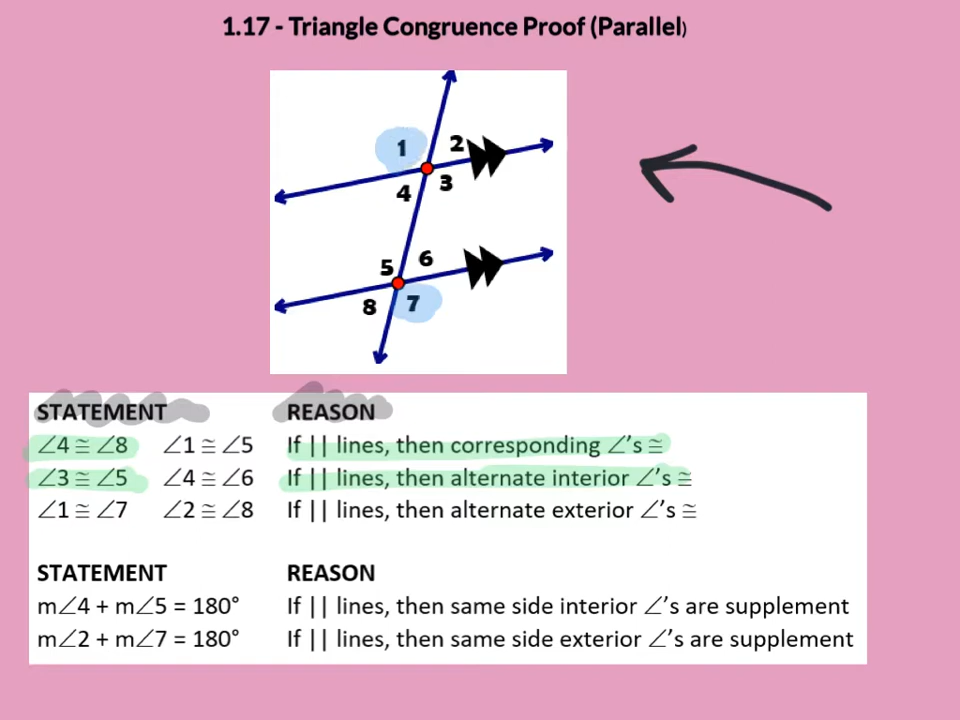 1.17 - Triangle Congruence Proof (Parallel)
1 2
4 3
5 6
8 7
STATEMENT REASON
∠4 ≅ ∠8 ∠1 ≅ ∠5 If || lines, then corresponding ∠'s ≅
∠3 ≅ ∠5 ∠4 ≅ ∠6 If || lines, then alternate interior ∠'s ≅
∠1 ≅ ∠7 ∠2 ≅ ∠8 If || lines, then alternate exterior ∠'s ≅
STATEMENT REASON
m∠4 + m∠5 = 180° If || lines, then same side interior ∠'s are supplement
m∠2 + m∠7 = 180° If || lines, then same side exterior ∠'s are supplement